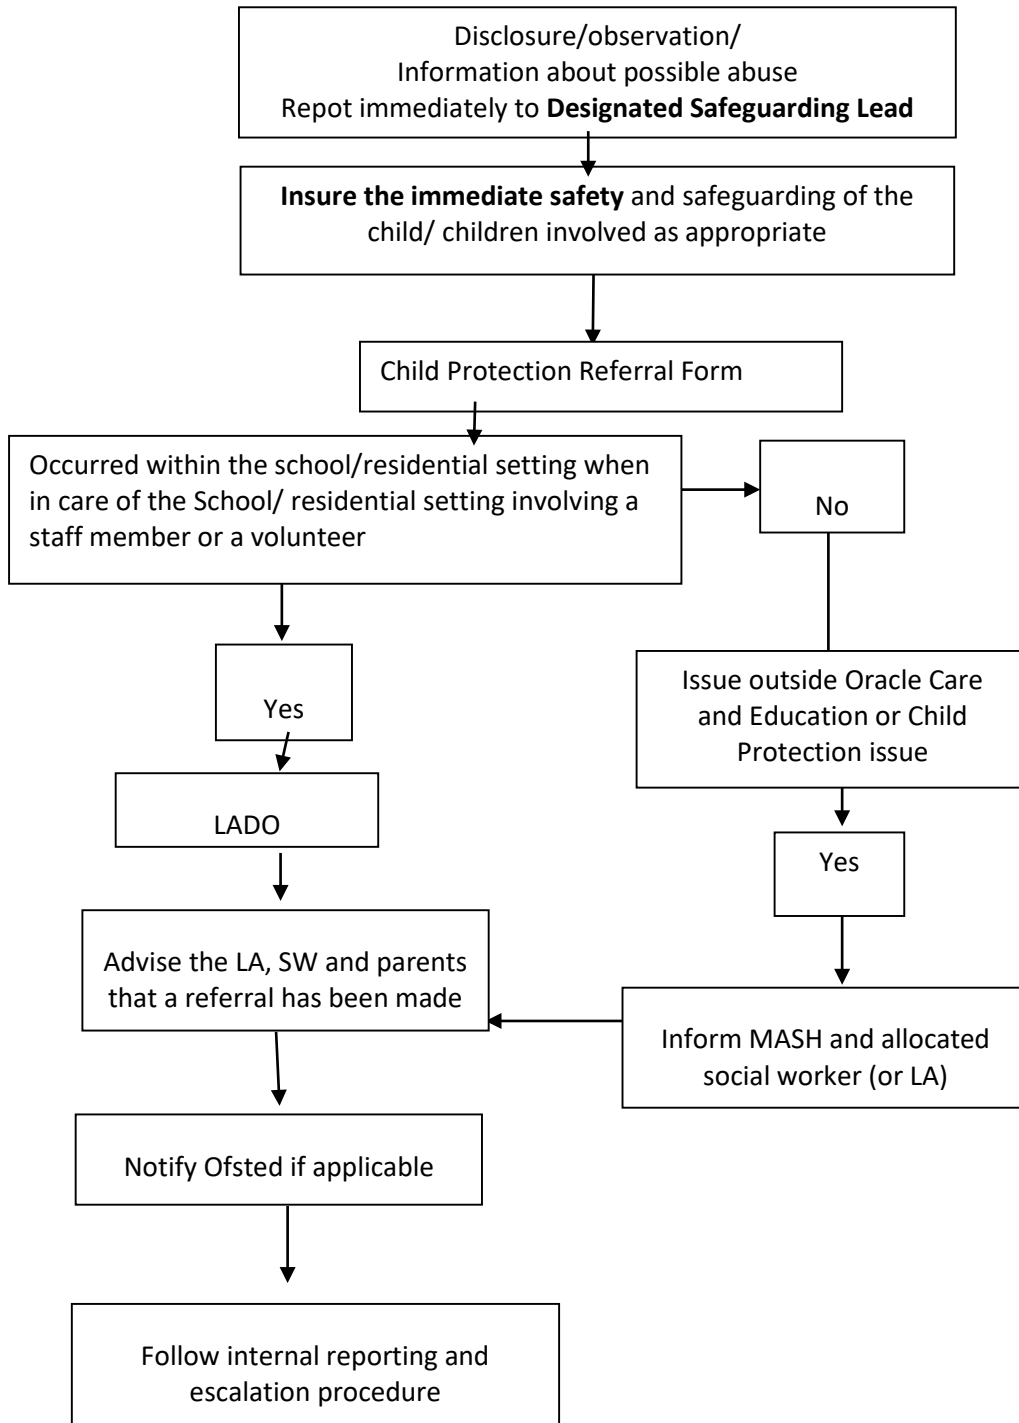 Disclosure/observation/
Information about possible abuse
Repot immediately to Designated Safeguarding Lead
Insure the immediate safety and safeguarding of the
child/ children involved as appropriate
Child Protection Referral Form
Occurred within the school/residential setting when
in care of the School/ residential setting involving a
staff member or a volunteer
No
Yes
Issue outside Oracle Care
and Education or Child
Protection issue
LADO
Yes
Advise the LA, SW and parents
that a referral has been made
Inform MASH and allocated
social worker (or LA)
Notify Ofsted if applicable
Follow internal reporting and
escalation procedure